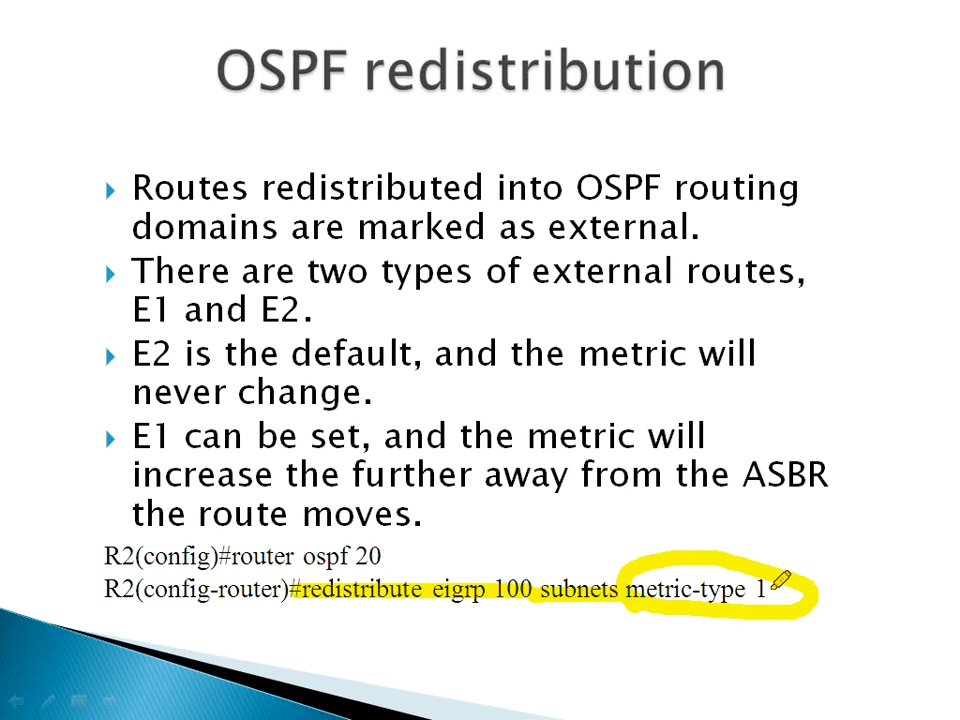 OSPF redistribution
Routes redistributed into OSPF routing
domains are marked as external.
There are two types of external routes,
E1 and E2.
E2 is the default, and the metric will
never change.
E1 can be set, and the metric will
increase the further away from the ASBR
the route moves.
R2(config)#router ospf 20
R2(config-router)#redistribute eigrp 100 subnets metric-type 1